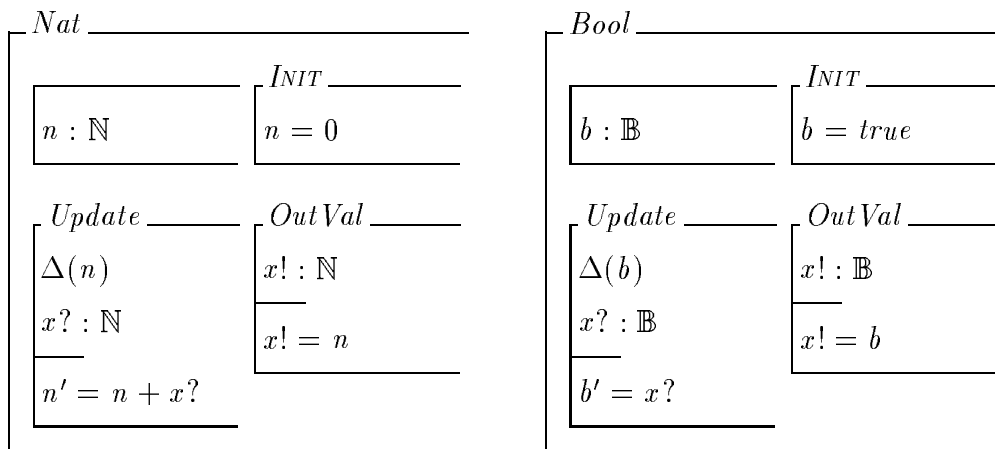 Nat
INIT
n : ℕ
n = 0
Update
OutVal
Δ(n)
x? : ℕ
n′ = n + x?
x! : ℕ
x! = n
Bool
INIT
b : 𝔹
b = true
Update
OutVal
Δ(b)
x? : 𝔹
b′ = x?
x! : 𝔹
x! = b